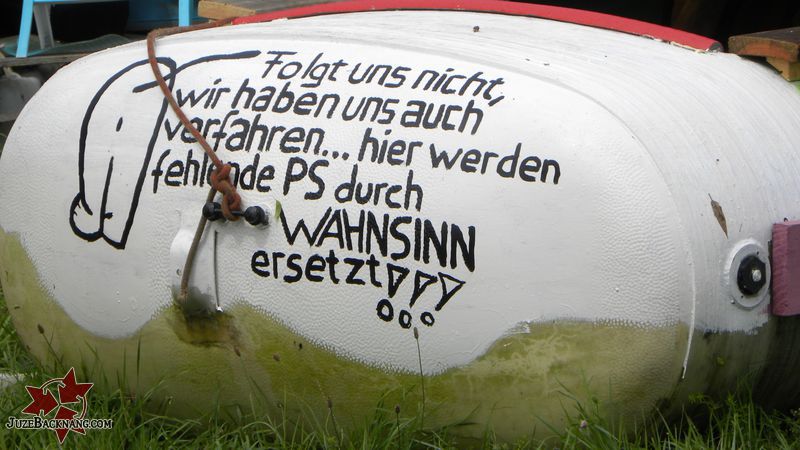 Folgt uns nicht,
wir haben uns auch
verfahren... hier werden
fehlende PS durch
WAHNSINN
ersetzt!!!
JUZEBACKNANG.COM